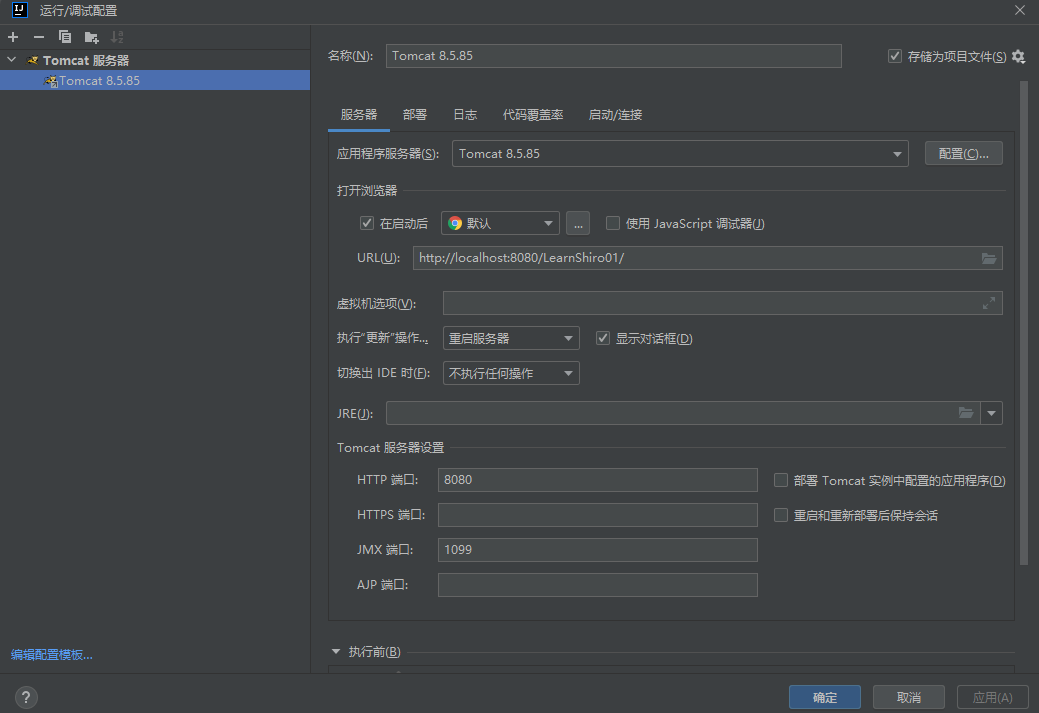 运行/调试配置
Tomcat 服务器
Tomcat 8.5.85
名称(N): Tomcat 8.5.85 存储为项目文件(S)
服务器 部署 日志 代码覆盖率 启动/连接
应用程序服务器(S): Tomcat 8.5.85 配置(C)...
打开浏览器
在启动后 默认 ... 使用 JavaScript 调试器(J)
URL(U): http://localhost:8080/LearnShiro01/
虚拟机选项(V):
执行"更新"操作... 重启服务器 显示对话框(D)
切换出 IDE 时(F): 不执行任何操作
JRE(J):
Tomcat 服务器设置
HTTP 端口: 8080 部署 Tomcat 实例中配置的应用程序(D)
HTTPS 端口: 重启和重新部署后保持会话
JMX 端口: 1099
AJP 端口:
执行前(B)
编辑配置模板...
? 确定 取消 应用(A)